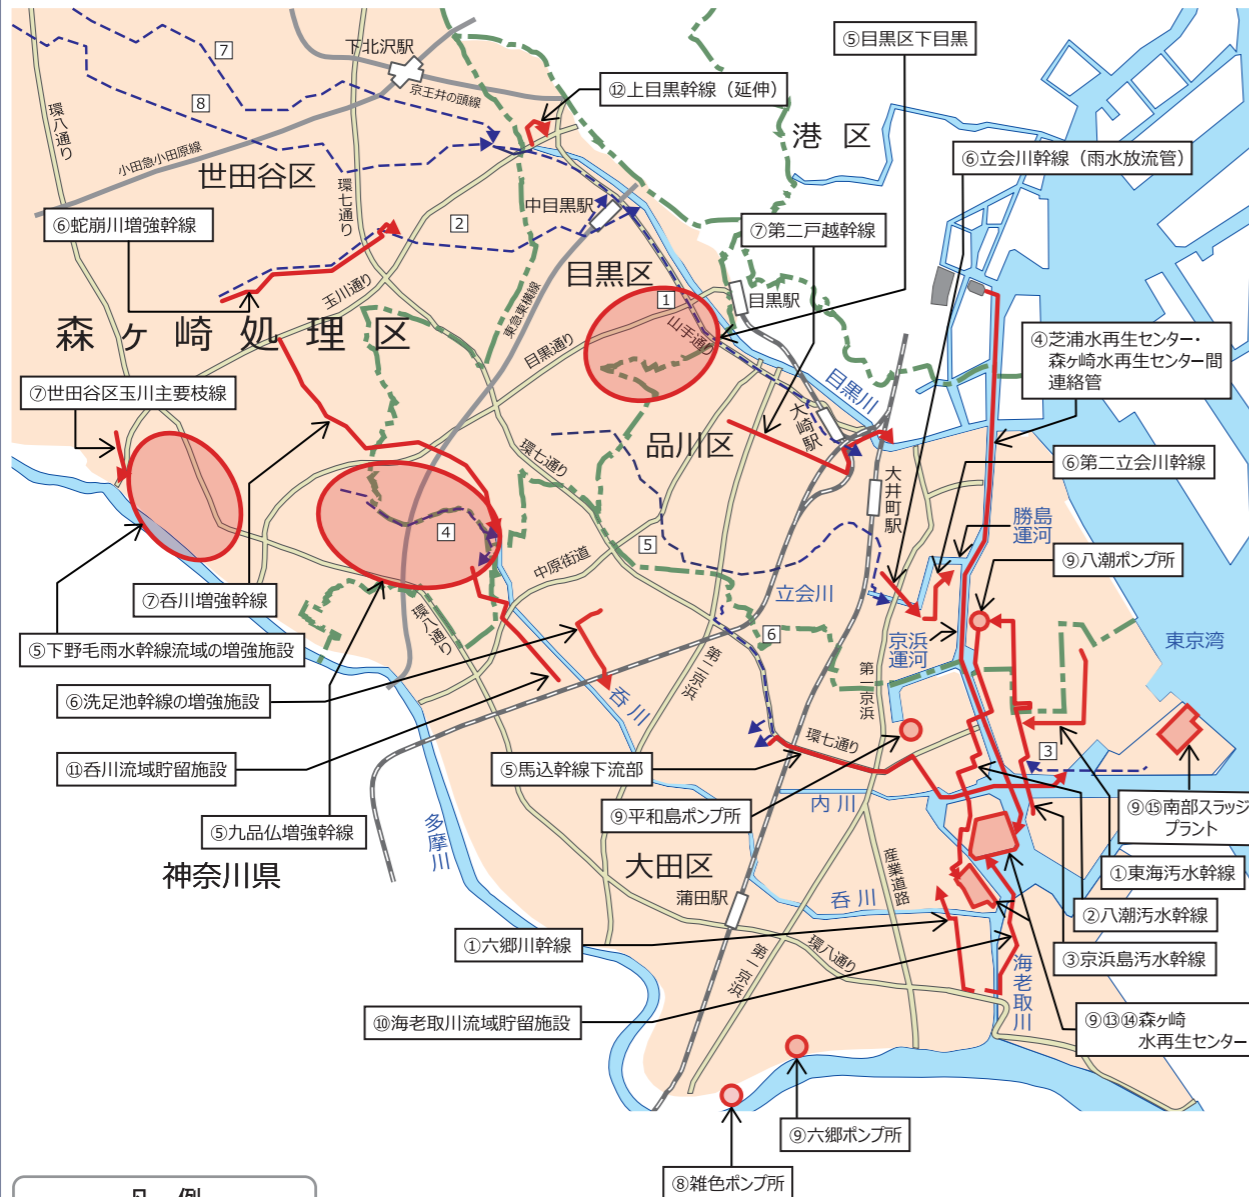 ⑤目黒区下目黒
7
下北沢駅
⑫上目黒幹線（延伸）
8
京王井の頭線
環八通り
港 区
小田急小田原線
世田谷区
⑥立会川幹線（雨水放流管）
環七通り
中目黒駅
⑥蛇崩川増強幹線
2
⑦第二戸越幹線
目黒区
玉川通り
東急東横線
1
目黒駅
森ヶ崎処理区
山手通り
④芝浦水再生センター・
森ヶ崎水再生センター間
連絡管
目黒通り
目黒川
⑦世田谷区玉川主要枝線
大崎駅
品川区
環七通り
⑥第二立会川幹線
大井町駅
勝島
運河
4
5
中原街道
⑨八潮ポンプ所
⑦呑川増強幹線
立会川
環八通り
6
京浜
運河
東京湾
⑤下野毛雨水幹線流域の増強施設
第二京浜
第一京浜
⑥洗足池幹線の増強施設
呑川
環七通り
3
⑪呑川流域貯留施設
⑤馬込幹線下流部
内川
⑨平和島ポンプ所
⑨⑮南部スラッジ
プラント
⑤九品仏増強幹線
多摩川
神奈川県
大田区
産業道路
①東海汚水幹線
蒲田駅
呑川
②八潮汚水幹線
①六郷川幹線
環八通り
第一京浜
③京浜島汚水幹線
海老取川
⑩海老取川流域貯留施設
⑨⑬⑭森ヶ崎
水再生センター
⑨六郷ポンプ所
⑧雑色ポンプ所
凡 例